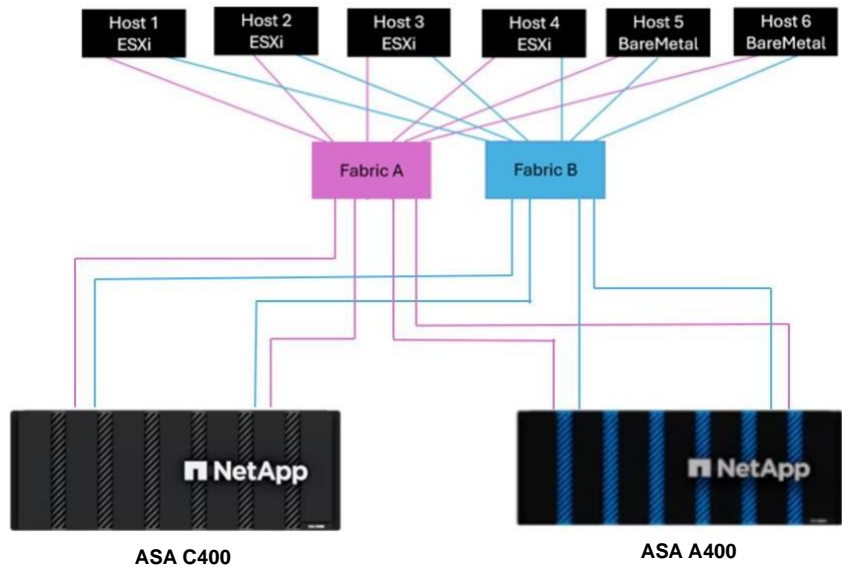 Host 1
ESXi
Host 2
ESXi
Host 3
ESXi
Host 4
ESXi
Host 5
BareMetal
Host 6
BareMetal
Fabric A
Fabric B
NetApp
NetApp
ASA C400
ASA A400